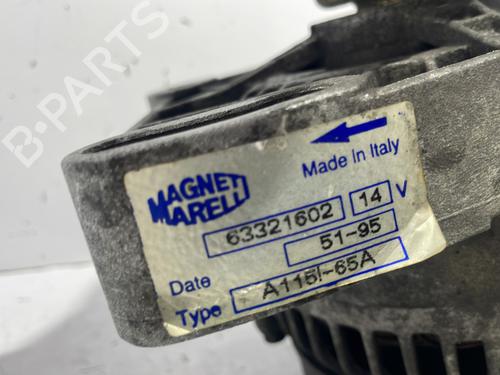 B-PARTS
Made In Italy
MAGNETI
MARELLI
63321602 14 V
51-95
Date
Type A115I-65A